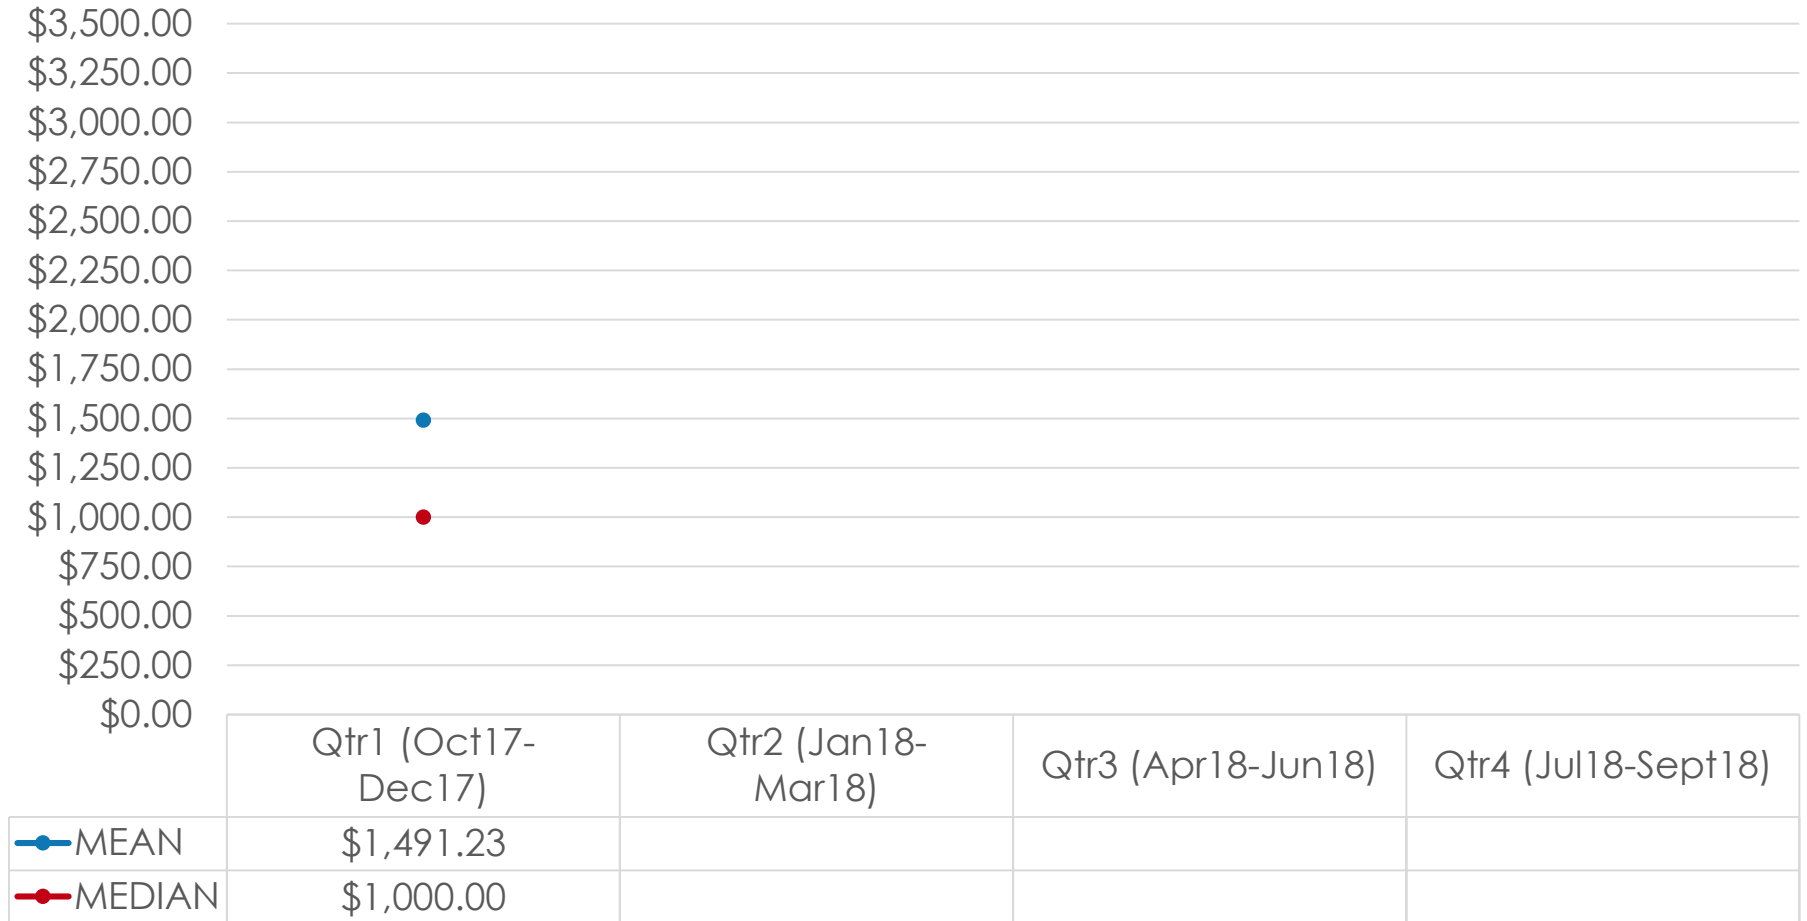 $3,500.00
$3,250.00
$3,000.00
$2,750.00
$2,500.00
$2,250.00
$2,000.00
$1,750.00
$1,500.00
$1,250.00
$1,000.00
$750.00
$500.00
$250.00
$0.00
Qtr1 (Oct17-
Dec17)
Qtr2 (Jan18-
Mar18)
Qtr3 (Apr18-Jun18)
Qtr4 (Jul18-Sept18)
MEAN $1,491.23
MEDIAN $1,000.00